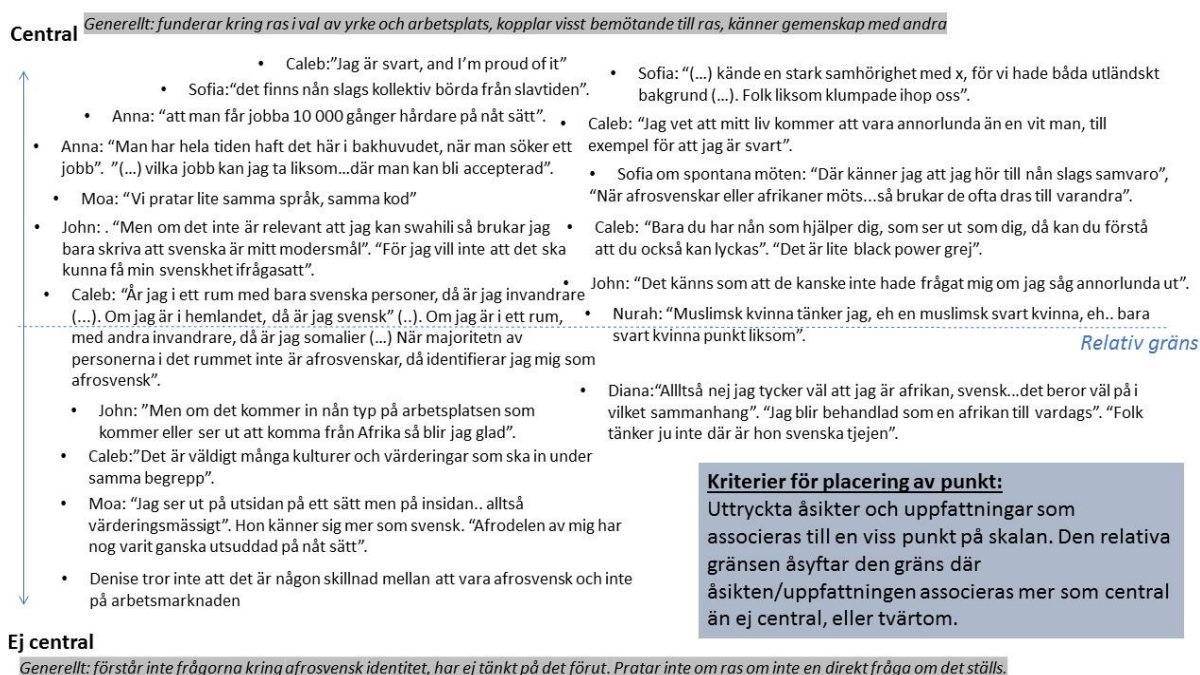 Generellt: funderar kring ras i val av yrke och arbetsplats, kopplar visst bemötande till ras, känner gemenskap med andra
Central
• Caleb:”Jag är svart, and I’m proud of it”
• Sofia:“det finns nån slags kollektiv börda från slavtiden”.
• Anna: “att man får jobba 10 000 gånger hårdare på nåt sätt”.
• Anna: “Man har hela tiden haft det här i bakhuvudet, när man söker ett
jobb”. ”(…) vilka jobb kan jag ta liksom…där man kan bli accepterad”.
• Moa: “Vi pratar lite samma språk, samma kod”
• John: . “Men om det inte är relevant att jag kan swahili så brukar jag
bara skriva att svenska är mitt modersmål”. “För jag vill inte att det ska
kunna få min svenskhet ifrågasatt”.
• Caleb: “Är jag i ett rum med bara svenska personer, då är jag invandrare
(...). Om jag är i hemlandet, då är jag svensk” (..). Om jag är i ett rum,
med andra invandrare, då är jag somalier (…) När majoritetn av
personerna i det rummet inte är afrosvenskar, då identifierar jag mig som
afrosvensk”.
• John: ”Men om det kommer in nån typ på arbetsplatsen som
kommer eller ser ut att komma från Afrika så blir jag glad”.
• Caleb:”Det är väldigt många kulturer och värderingar som ska in under
samma begrepp”.
• Moa: “Jag ser ut på utsidan på ett sätt men på insidan.. alltså
värderingsmässigt”. Hon känner sig mer som svensk. “Afrodelen av mig har
nog varit ganska utsuddad på nåt sätt”.
• Denise tror inte att det är någon skillnad mellan att vara afrosvensk och inte
på arbetsmarknaden
• Sofia: “(…) kände en stark samhörighet med x, för vi hade båda utländskt
bakgrund (…). Folk liksom klumpade ihop oss”.
• Caleb: “Jag vet att mitt liv kommer att vara annorlunda än en vit man, till
exempel för att jag är svart”.
• Sofia om spontana möten: “Där känner jag att jag hör till nån slags samvaro”,
“När afrosvenskar eller afrikaner möts...så brukar de ofta dras till varandra”.
• Caleb: “Bara du har nån som hjälper dig, som ser ut som dig, då kan du förstå
att du också kan lyckas”. “Det är lite black power grej”.
• John: “Det känns som att de kanske inte hade frågat mig om jag såg annorlunda ut”.
• Nurah: “Muslimsk kvinna tänker jag, eh en muslimsk svart kvinna, eh.. bara
svart kvinna punkt liksom”.
Relativ gräns
• Diana:“Allltså nej jag tycker väl att jag är afrikan, svensk...det beror väl på i
vilket sammanhang”. “Jag blir behandlad som en afrikan till vardags”. “Folk
tänker ju inte där är hon svenska tjejen”.
Kriterier för placering av punkt:
Uttryckta åsikter och uppfattningar som
associeras till en viss punkt på skalan. Den relativa
gränsen åsyftar den gräns där
åsikten/uppfattningen associeras mer som central
än ej central, eller tvärtom.
Ej central
Generellt: förstår inte frågorna kring afrosvensk identitet, har ej tänkt på det förut. Pratar inte om ras om inte en direkt fråga om det ställs.